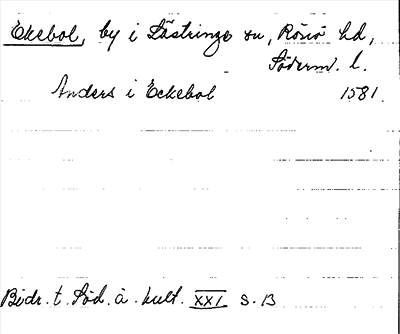 Ekebol, by i Lästringe sn, Rönö hd,
Söderm. l.
Anders i Eckebol 1581.
Bidr. t. Söd. ä. kult. XXI s. 13